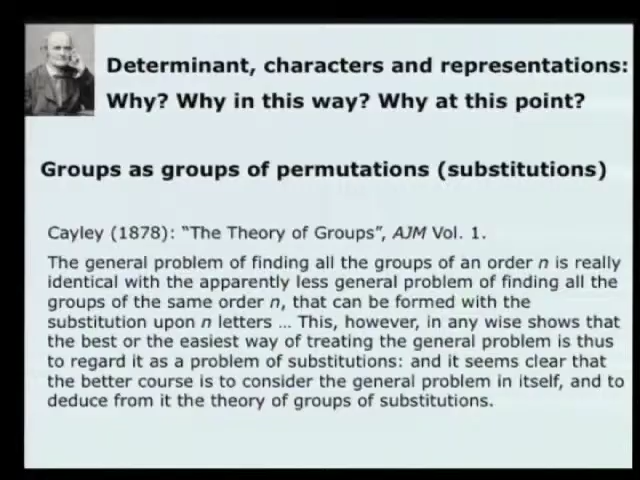 Determinant, characters and representations:
Why? Why in this way? Why at this point?
Groups as groups of permutations (substitutions)
Cayley (1878): “The Theory of Groups”, AJM Vol. 1.
The general problem of finding all the groups of an order n is really
identical with the apparently less general problem of finding all the
groups of the same order n, that can be formed with the
substitution upon n letters … This, however, in any wise shows that
the best or the easiest way of treating the general problem is thus
to regard it as a problem of substitutions: and it seems clear that
the better course is to consider the general problem in itself, and to
deduce from it the theory of groups of substitutions.